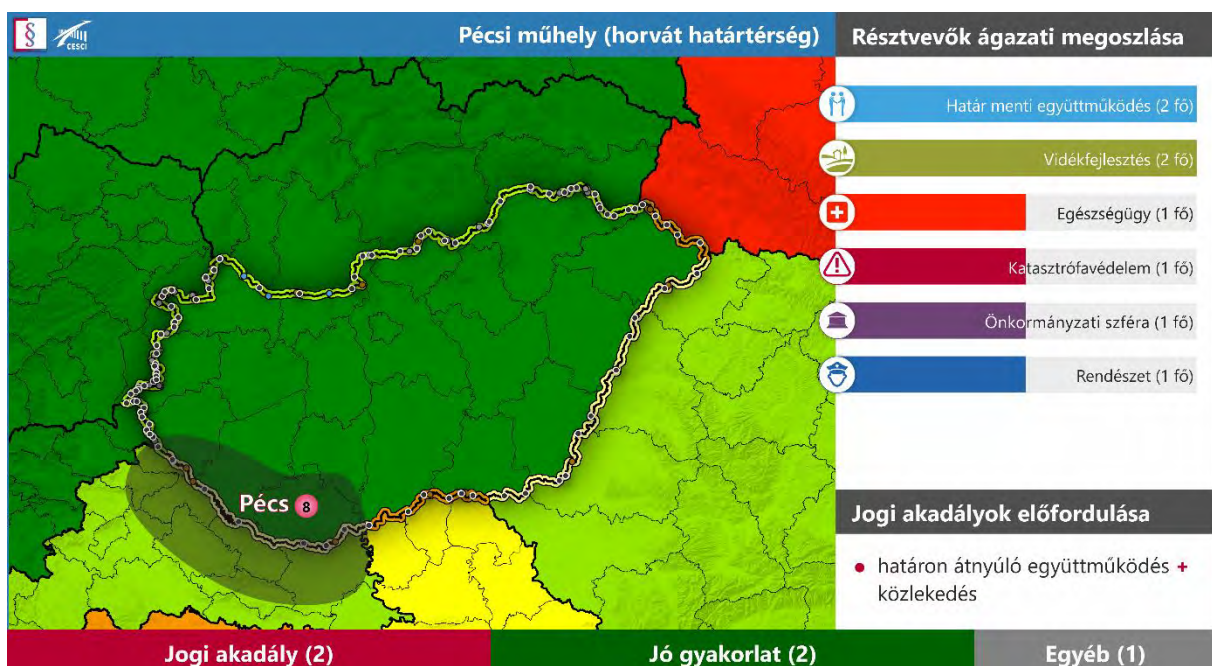 §
CESCI
Pécsi műhely (horvát határtérség)
Pécs 8
Résztvevők ágazati megoszlása
Határ menti együttműködés (2 fő)
Vidékfejlesztés (2 fő)
Egészségügy (1 fő)
Katasztrófavédelem (1 fő)
Önkormányzati szféra (1 fő)
Rendészet (1 fő)
Jogi akadályok előfordulása
• határon átnyúló együttműködés +
közlekedés
Jogi akadály (2)
Jó gyakorlat (2)
Egyéb (1)